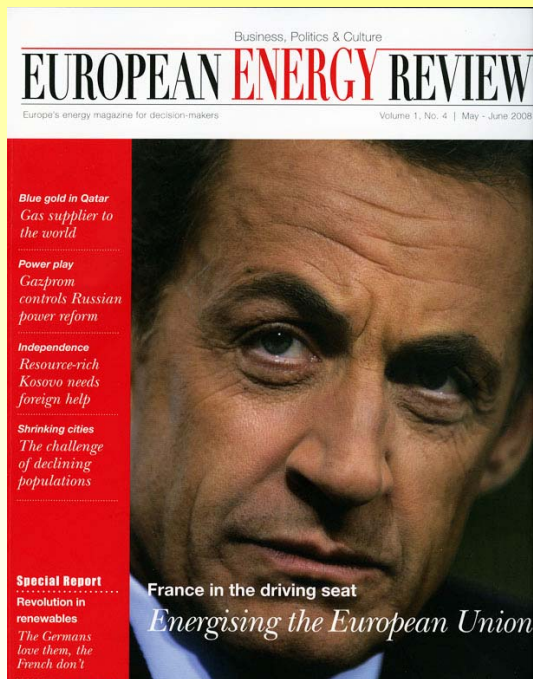 Business, Politics & Culture
EUROPEAN ENERGY REVIEW
Europe's energy magazine for decision-makers
Volume 1, No. 4 | May - June 2008
Blue gold in Qatar
Gas supplier to
the world
Power play
Gazprom
controls Russian
power reform
Independence
Resource-rich
Kosovo needs
foreign help
Shrinking cities
The challenge
of declining
populations
Special Report
Revolution in
renewables
The Germans
love them, the
French don't
France in the driving seat
Energising the European Union